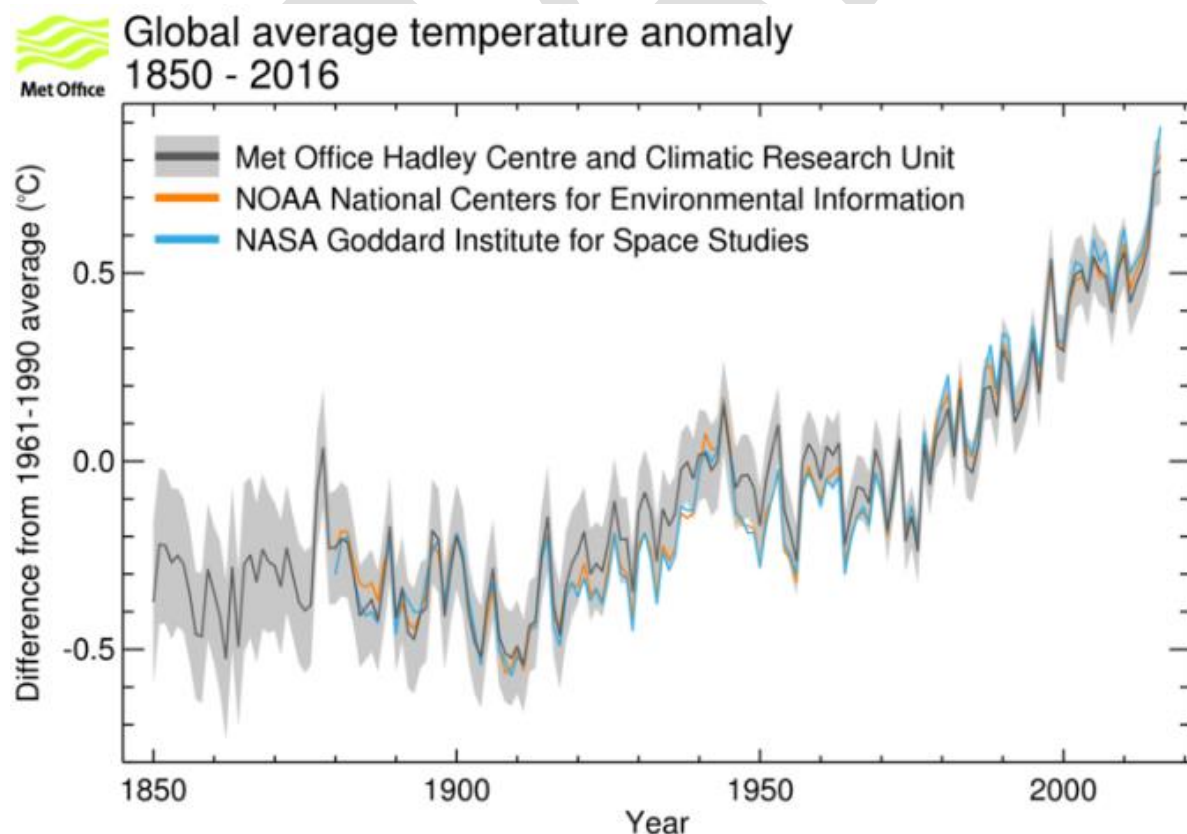 Met Office
Global average temperature anomaly
1850 - 2016
Met Office Hadley Centre and Climatic Research Unit
NOAA National Centers for Environmental Information
NASA Goddard Institute for Space Studies
Difference from 1961-1990 average (°C)
0.5
0.0
-0.5
1850
1900
1950
2000
Year